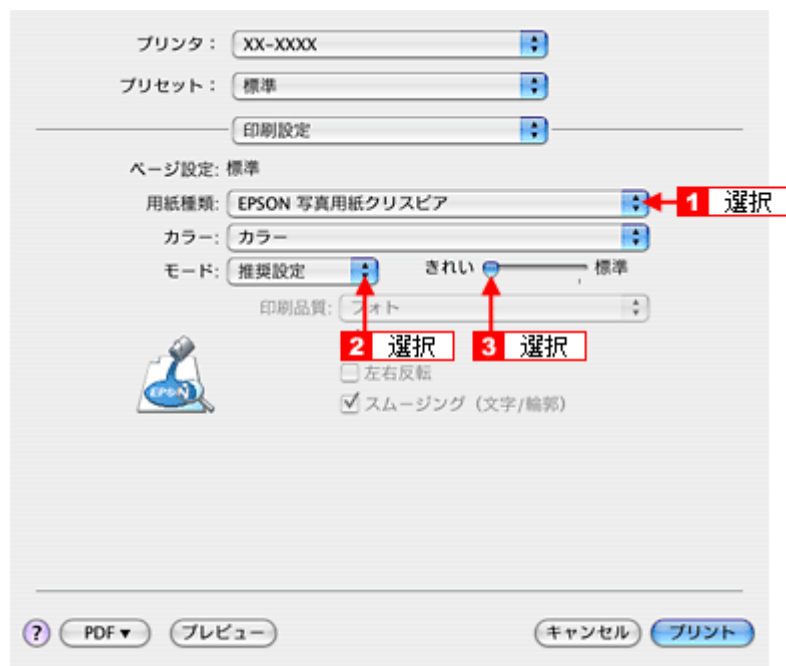 プリンタ： XX-XXXX
プリセット： 標準
印刷設定
ページ設定: 標準
用紙種類: EPSON 写真用紙クリスピア
1 選択
カラー: カラー
モード: 推奨設定 きれい 標準
印刷品質: フォト
2 選択 3 選択
左右反転
スムージング（文字/輪郭）
EPSON
? PDF▼ プレビュー キャンセル プリント